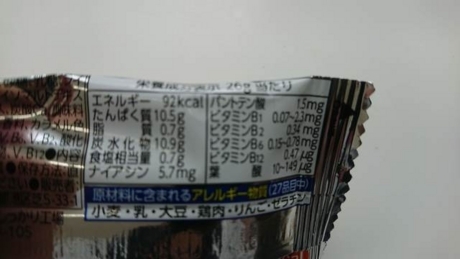 栄養成分表示 26g 当たり
エネルギー 92kcal
たんぱく質 10.5g
脂質 0.7g
炭水化物 10.9g
食塩相当量 0.7g
ナイアシン 5.7mg
パントテン酸 1.5mg
ビタミンB1 0.07~2.3mg
ビタミンB2 0.34mg
ビタミンB6 0.15~0.78mg
ビタミンB12 0.47μg
葉酸 10~149μg
原材料に含まれるアレルギー物質(27品目中)
小麦・乳・大豆・鶏肉・りんご・ゼラチン